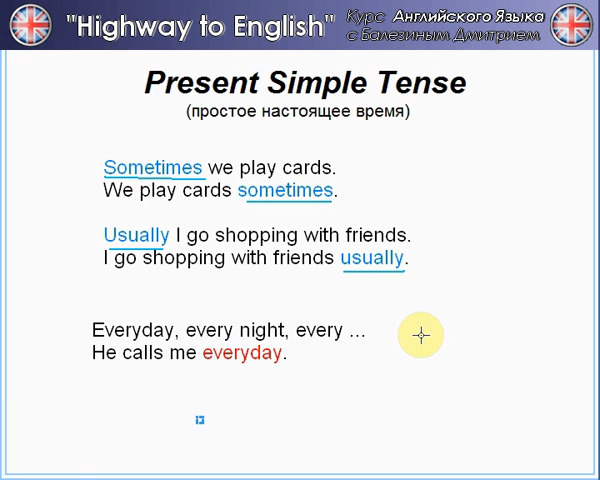 "Highway to English"
Курс Английского Языка
с Балезиным Дмитрием
Present Simple Tense
(простое настоящее время)
Sometimes we play cards.
We play cards sometimes.
Usually I go shopping with friends.
I go shopping with friends usually.
Everyday, every night, every ...
He calls me everyday.